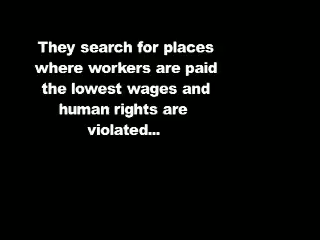 They search for places
where workers are paid
the lowest wages and
human rights are
violated...